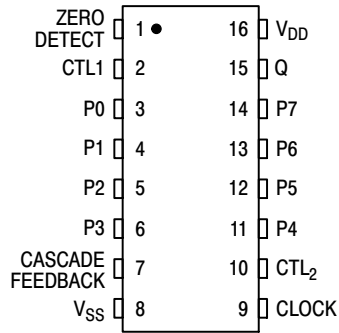 ZERO
DETECT 1 16 VDD
CTL1 2 15 Q
P0 3 14 P7
P1 4 13 P6
P2 5 12 P5
P3 6 11 P4
CASCADE
FEEDBACK 7 10 CTL2
VSS 8 9 CLOCK